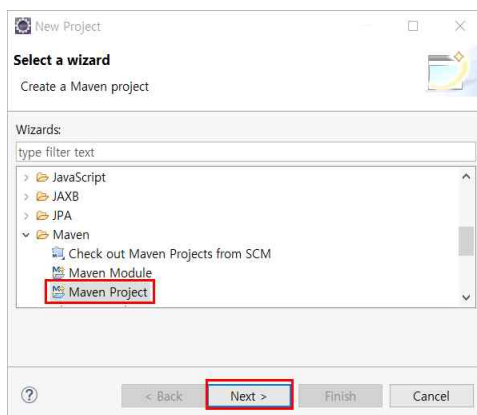 New Project
Select a wizard
Create a Maven project
Wizards:
type filter text
JavaScript
JAXB
JPA
Maven
Check out Maven Projects from SCM
Maven Module
Maven Project
< Back Next > Finish Cancel